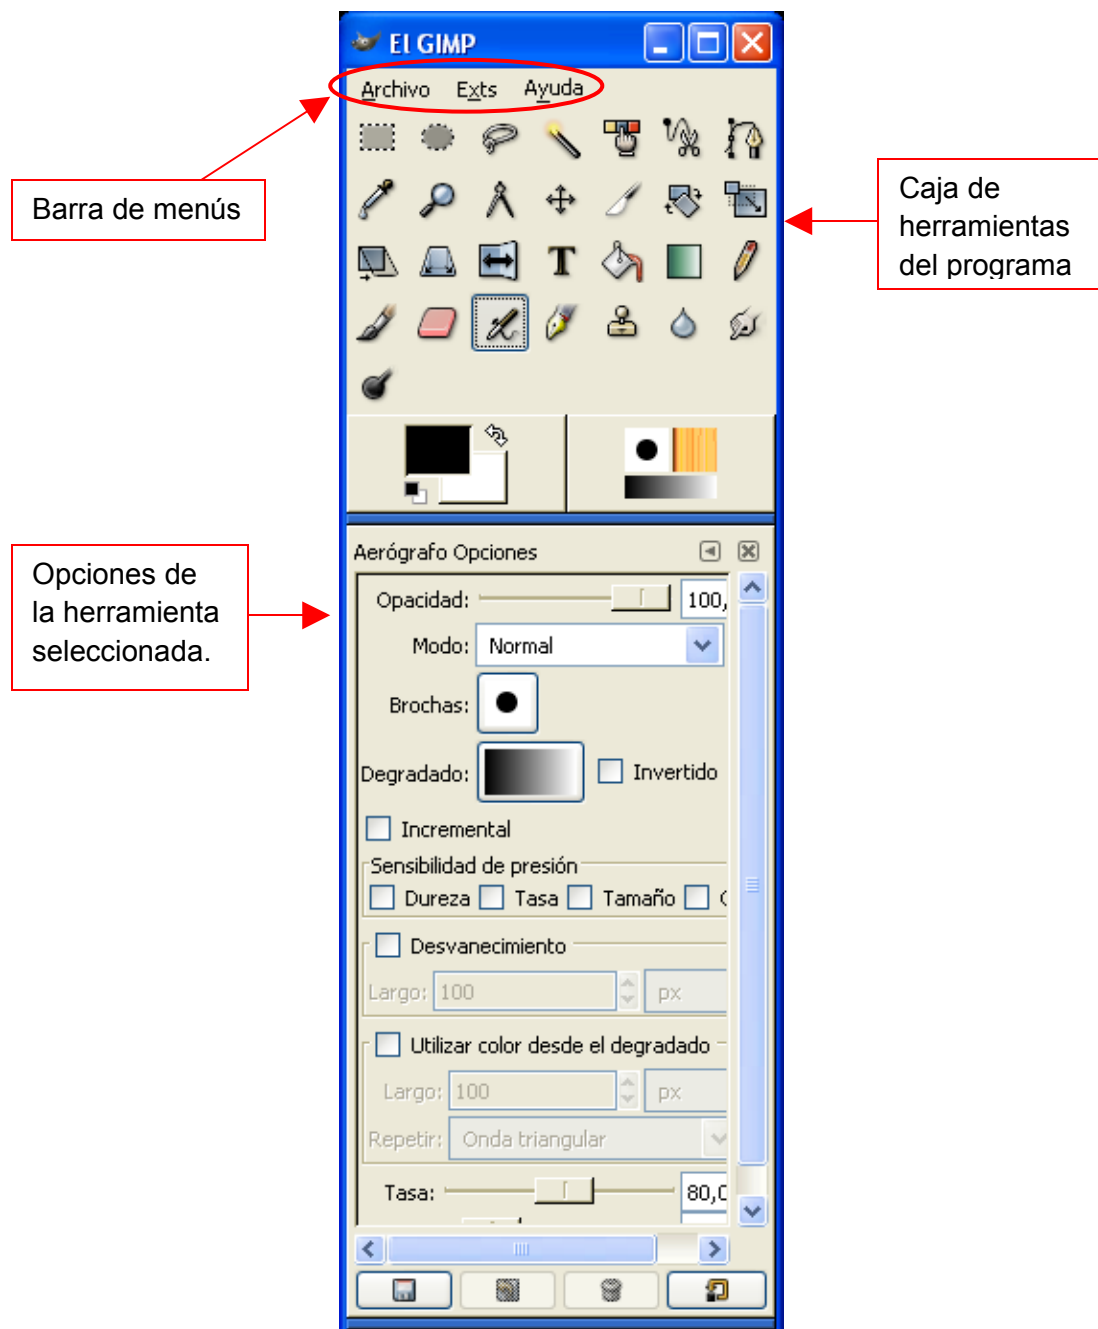 El GIMP
Archivo Exts Ayuda
Barra de menús
Caja de
herramientas
del programa
Opciones de
la herramienta
seleccionada.
Aerógrafo Opciones
Opacidad: 100,
Modo: Normal
Brochas:
Degradado: Invertido
Incremental
Sensibilidad de presión
Dureza Tasa Tamaño
Desvanecimiento
Largo: 100 px
Utilizar color desde el degradado
Largo: 100 px
Repetir: Onda triangular
Tasa: 80,0